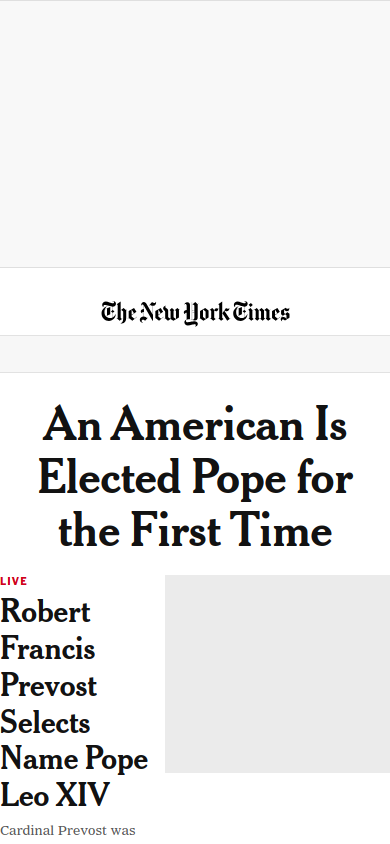 The New York Times
An American Is
Elected Pope for
the First Time
LIVE
Robert
Francis
Prevost
Selects
Name Pope
Leo XIV
Cardinal Prevost was